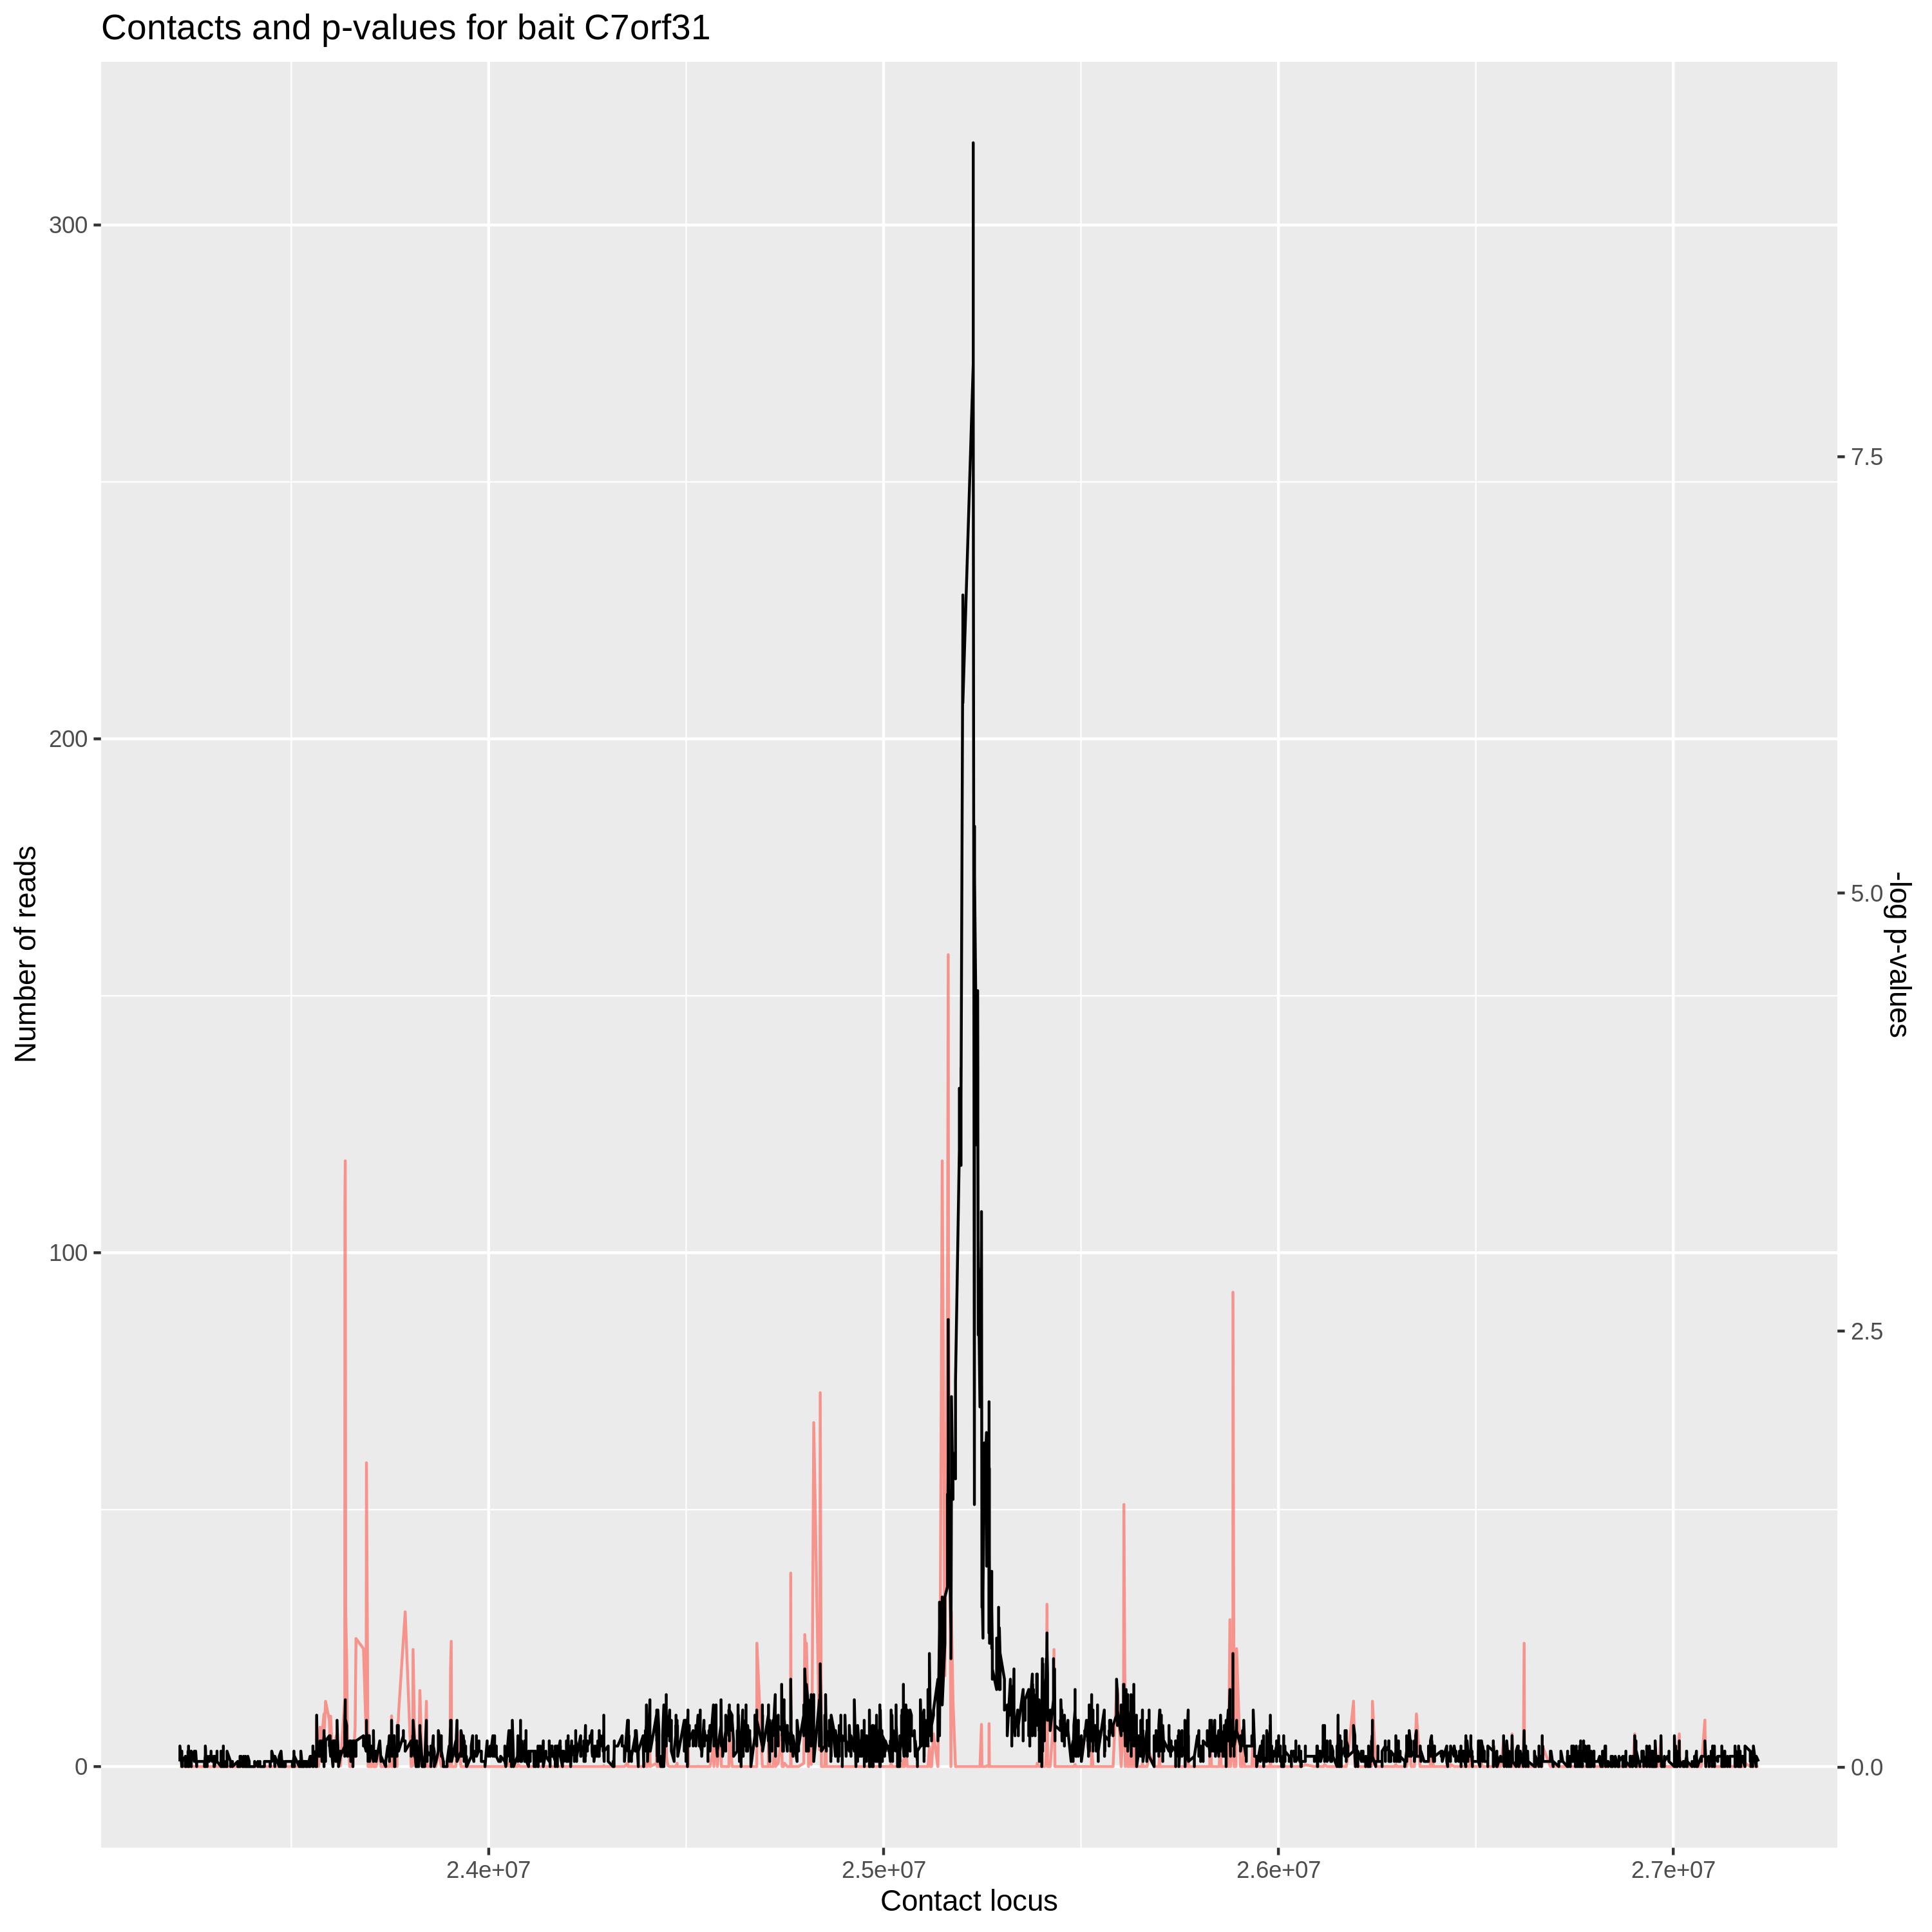 Contacts and p-values for bait C7orf31
300
200
100
0
Number of reads
7.5
5.0
2.5
0.0
-log p-values
2.4e+07
2.5e+07
2.6e+07
2.7e+07
Contact locus